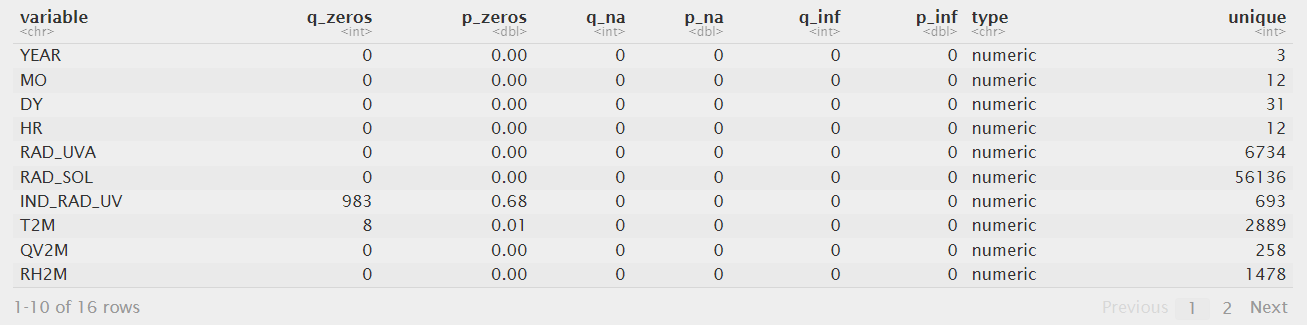 variable q_zeros p_zeros q_na p_na q_inf p_inf type unique
<chr> <int> <dbl> <int> <dbl> <int> <dbl> <chr> <int>
YEAR 0 0.00 0 0 0 0 numeric 3
MO 0 0.00 0 0 0 0 numeric 12
DY 0 0.00 0 0 0 0 numeric 31
HR 0 0.00 0 0 0 0 numeric 12
RAD_UVA 0 0.00 0 0 0 0 numeric 6734
RAD_SOL 0 0.00 0 0 0 0 numeric 56136
IND_RAD_UV 983 0.68 0 0 0 0 numeric 693
T2M 8 0.01 0 0 0 0 numeric 2889
QV2M 0 0.00 0 0 0 0 numeric 258
RH2M 0 0.00 0 0 0 0 numeric 1478
1-10 of 16 rows Previous 1 2 Next